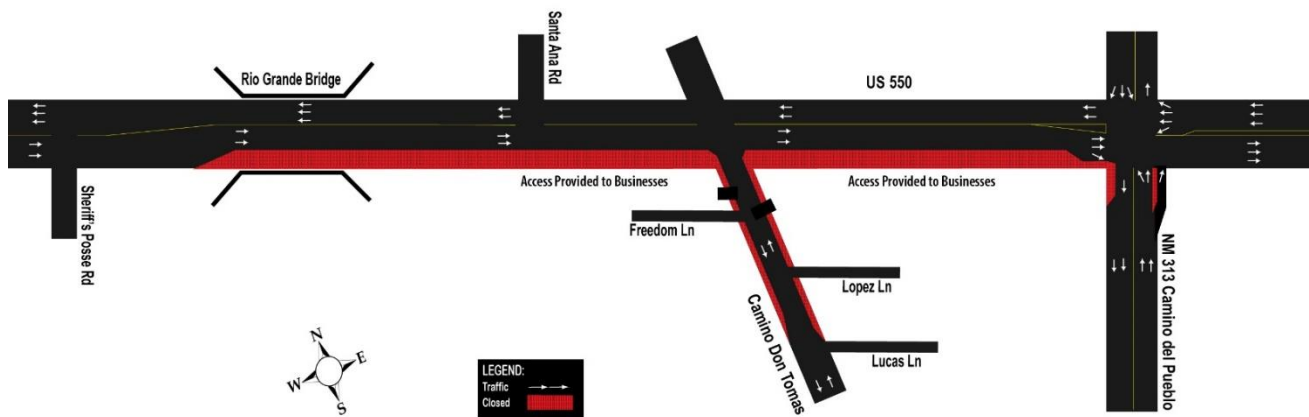 Santa Ana Rd
Rio Grande Bridge
US 550
Access Provided to Businesses
Access Provided to Businesses
Sheriff's Posse Rd
Freedom Ln
Lopez Ln
Camino Don Tomas
Lucas Ln
NM 313 Camino del Pueblo
N
E
W
S
LEGEND:
Traffic
Closed